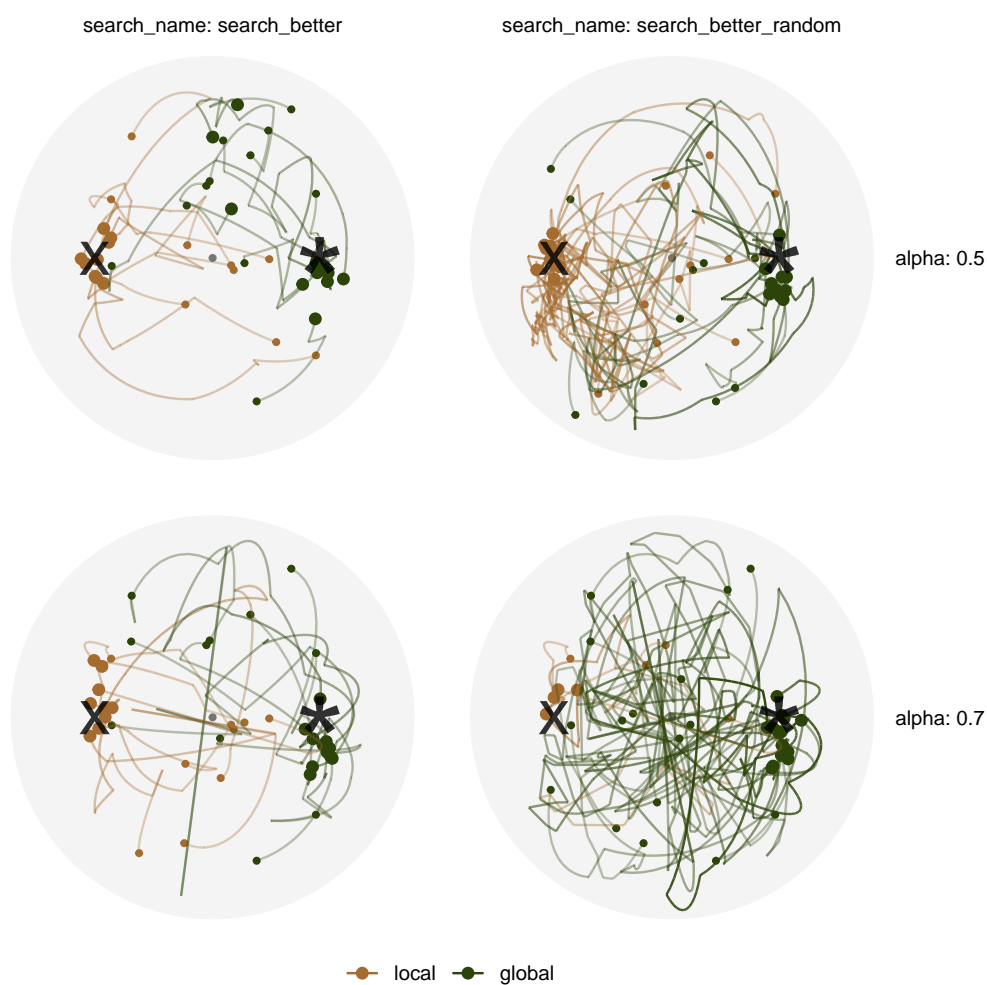 search_name: search_better
search_name: search_better_random
x
*
alpha: 0.5
x
*
alpha: 0.7
local
global